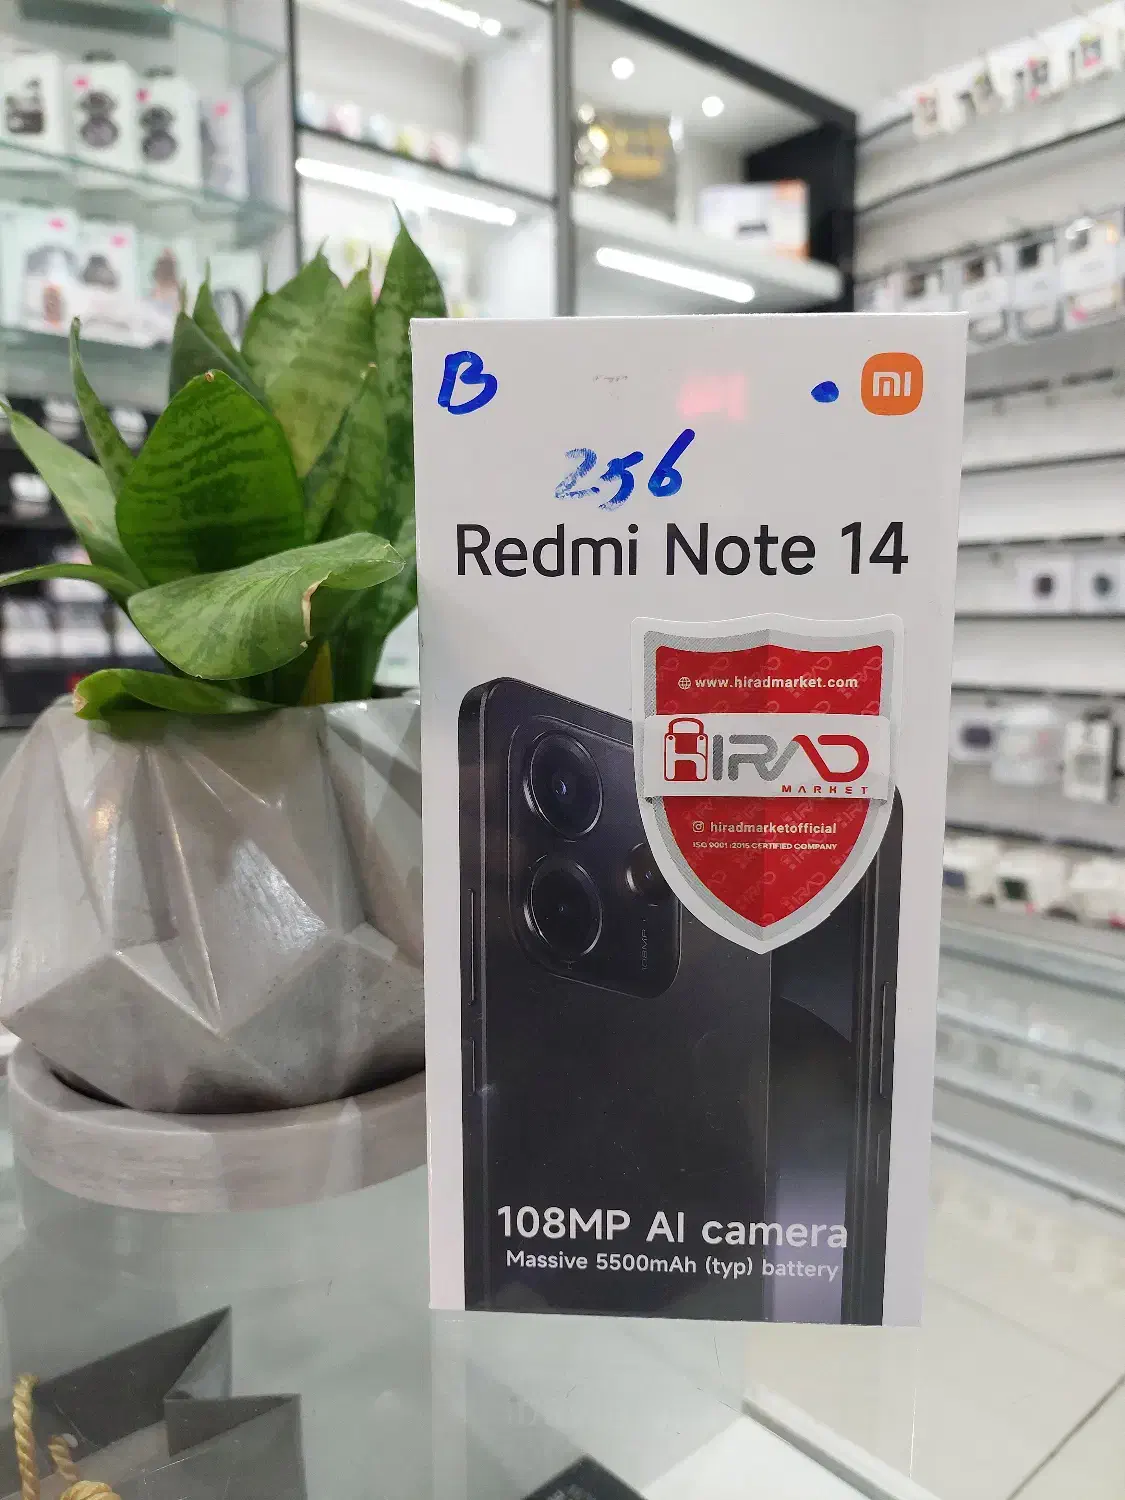 B
mi
256
Redmi Note 14
www.hiradmarket.com
HIRAD
MARKET
hiradmarketofficial
ISO 9001:2015 CERTIFIED COMPANY
108MP
108MP AI camera
Massive 5500mAh (typ) battery